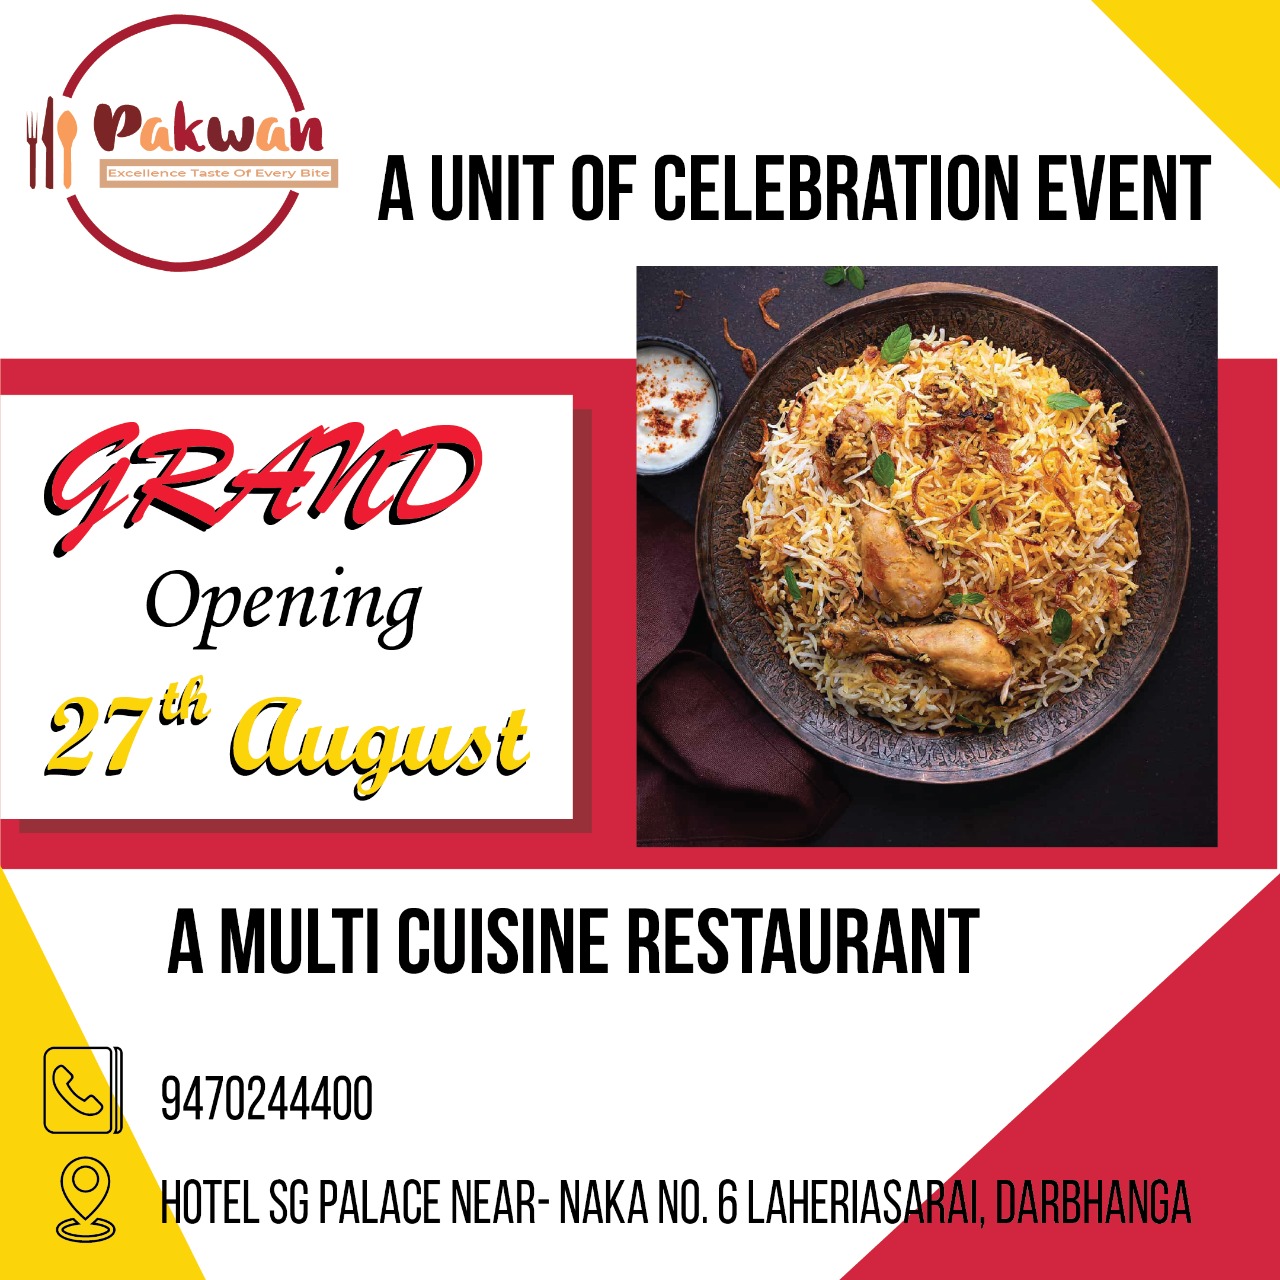 Pakwan
Excellence Taste Of Every Bite
A UNIT OF CELEBRATION EVENT
GRAND
Opening
27th August
A MULTI CUISINE RESTAURANT
9470244400
HOTEL SG PALACE NEAR- NAKA NO. 6 LAHERIASARAI, DARBHANGA